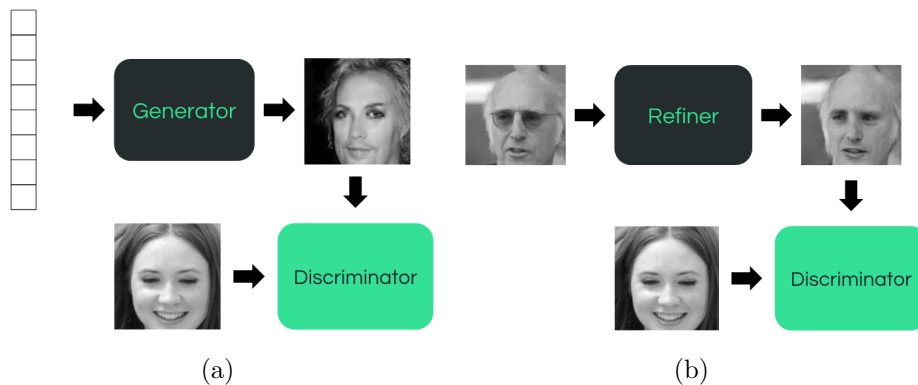 Generator
Refiner
Discriminator
Discriminator
(a)
(b)